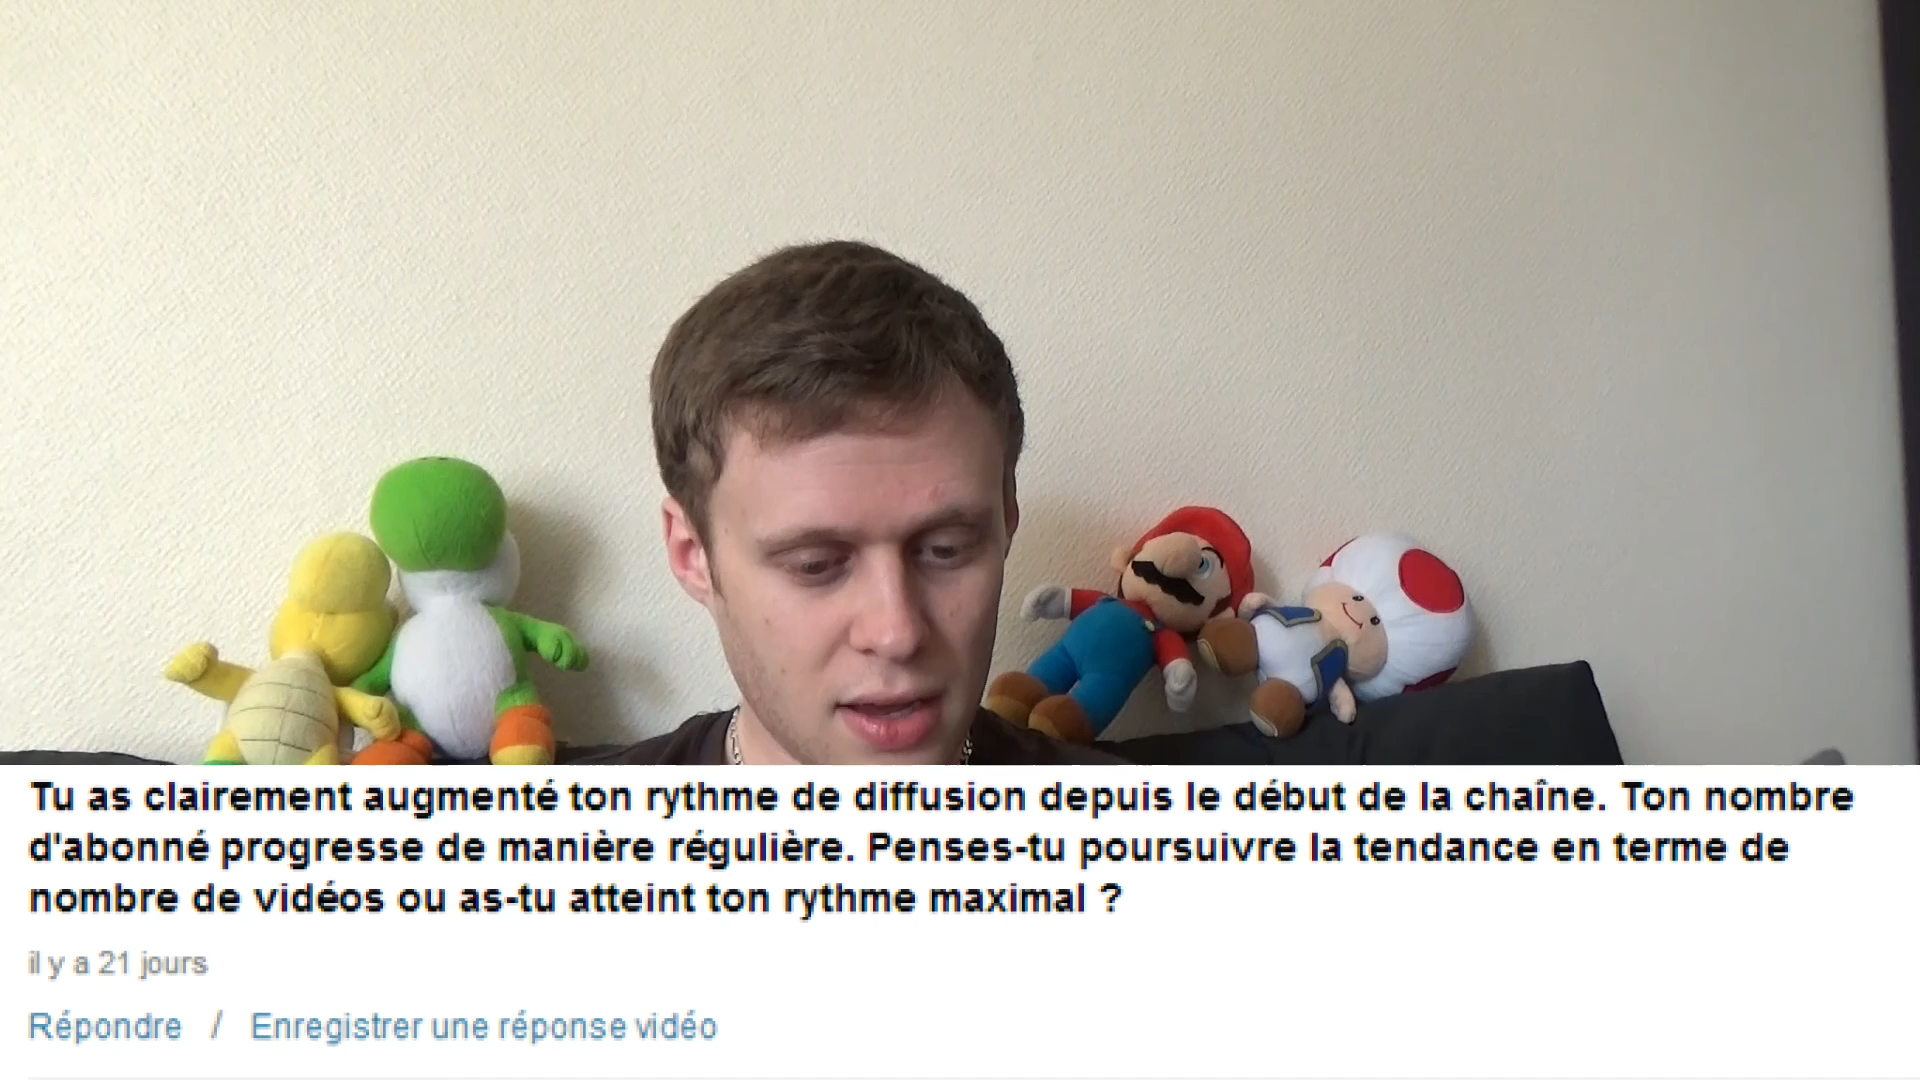 Tu as clairement augmenté ton rythme de diffusion depuis le début de la chaîne. Ton nombre
d'abonné progresse de manière régulière. Penses-tu poursuivre la tendance en terme de
nombre de vidéos ou as-tu atteint ton rythme maximal ?
il y a 21 jours
Répondre / Enregistrer une réponse vidéo